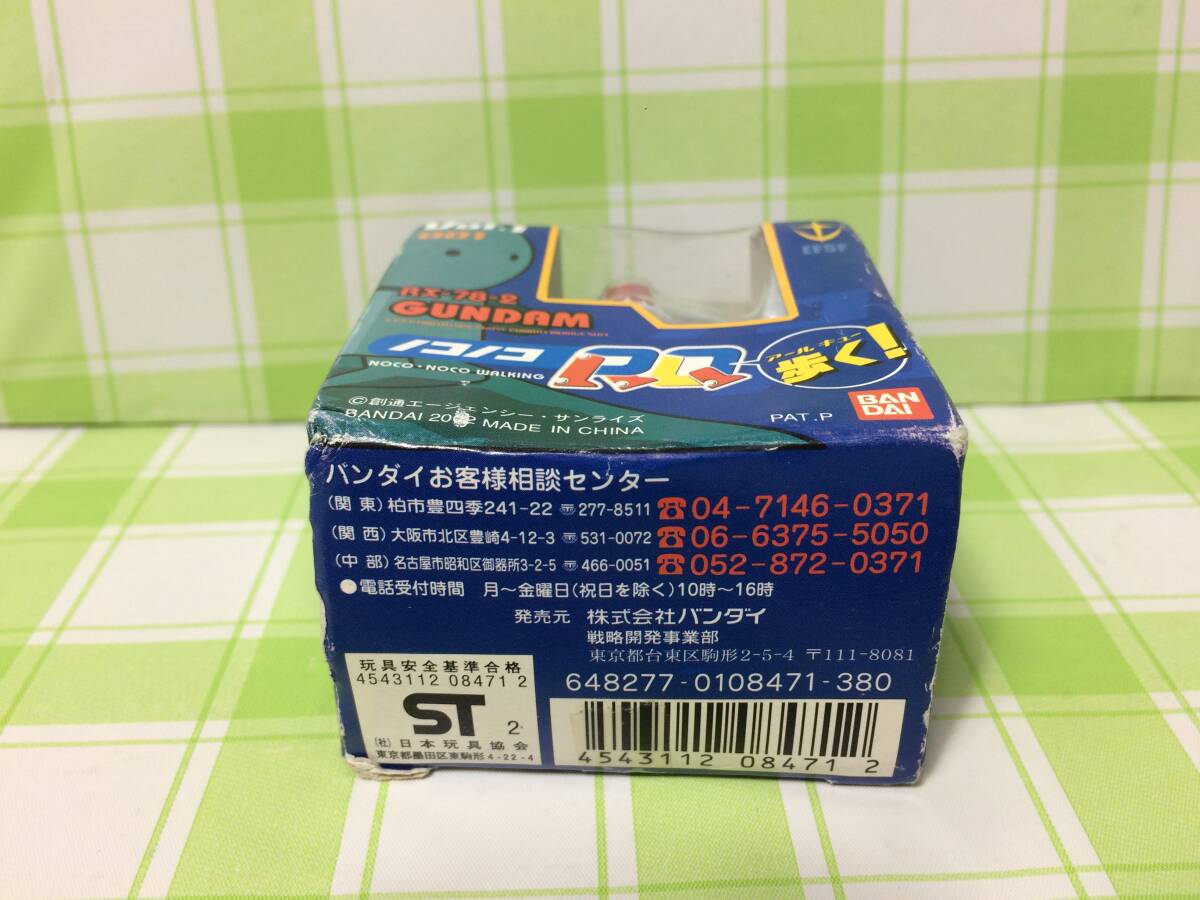 EFSF
RX-78-2
GUNDAM
ノコノコ
NOCO・NOCO WALKING
歩く!
アールキュー
BAN
DAI
PAT.P
©創通エージェンシー・サンライズ
BANDAI 2002 MADE IN CHINA
バンダイお客様相談センター
(関 東) 柏市豊四季241-22 〒277-8511 ☎04-7146-0371
(関 西) 大阪市北区豊崎4-12-3 〒531-0072 ☎06-6375-5050
(中 部) 名古屋市昭和区御器所3-2-5 〒466-0051 ☎052-872-0371
●電話受付時間 月〜金曜日(祝日を除く)10時〜16時
発売元 株式会社バンダイ
戦略開発事業部
東京都台東区駒形2-5-4 〒111-8081
648277-0108471-380
玩具安全基準合格
4543112 08471 2
ST 2
(社)日本玩具協会
東京都墨田区東駒形4-22-4
4543112 08471 2